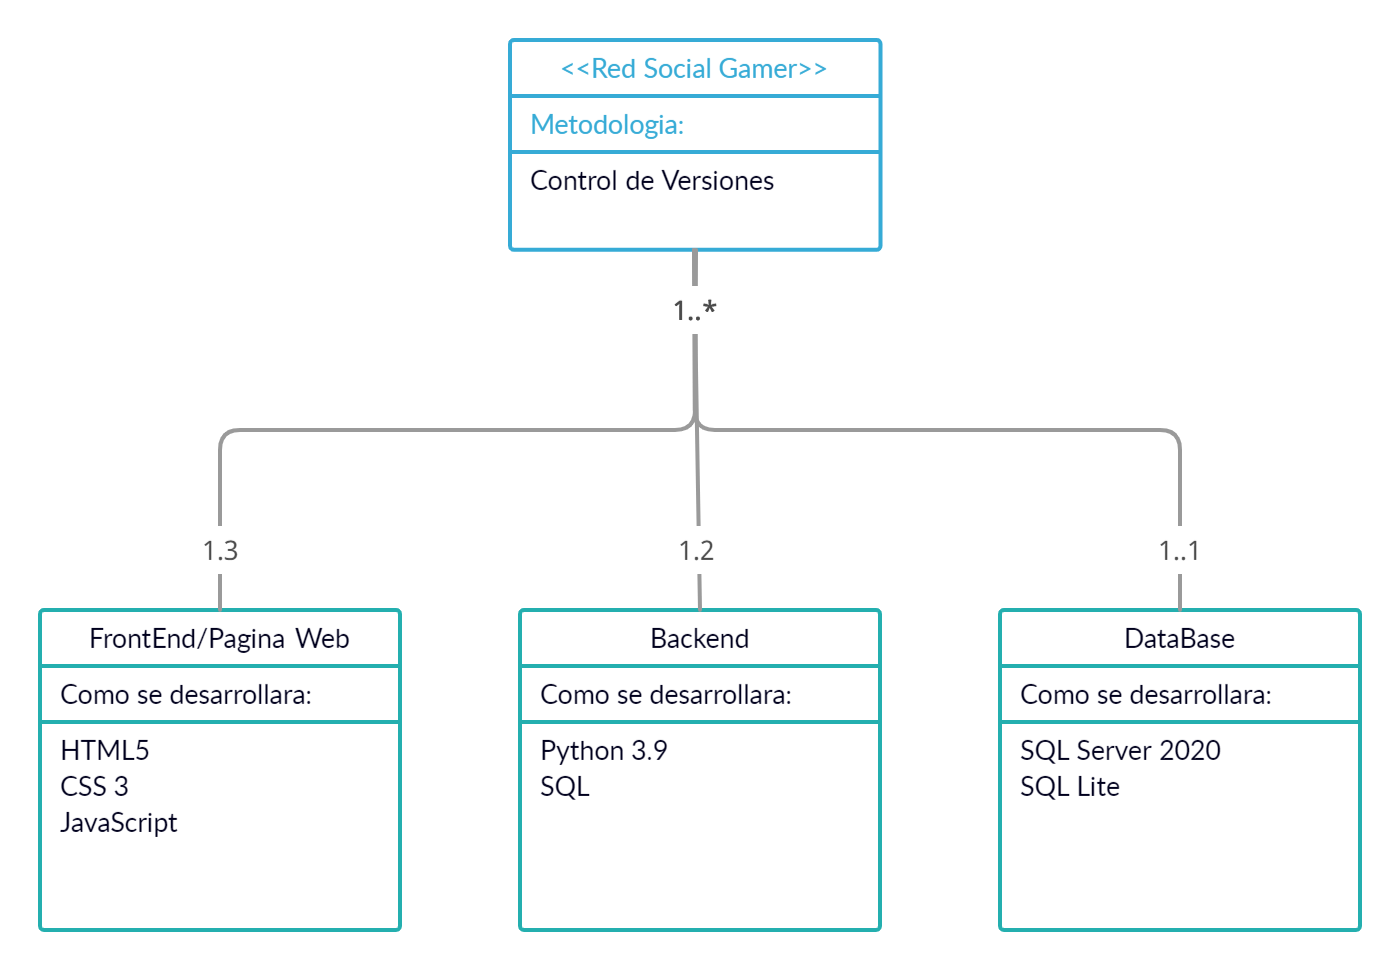 <<Red Social Gamer>>
Metodologia:
Control de Versiones
1..*
1.3
1.2
1..1
FrontEnd/Pagina Web
Como se desarrollara:
HTML5
CSS 3
JavaScript
Backend
Como se desarrollara:
Python 3.9
SQL
DataBase
Como se desarrollara:
SQL Server 2020
SQL Lite